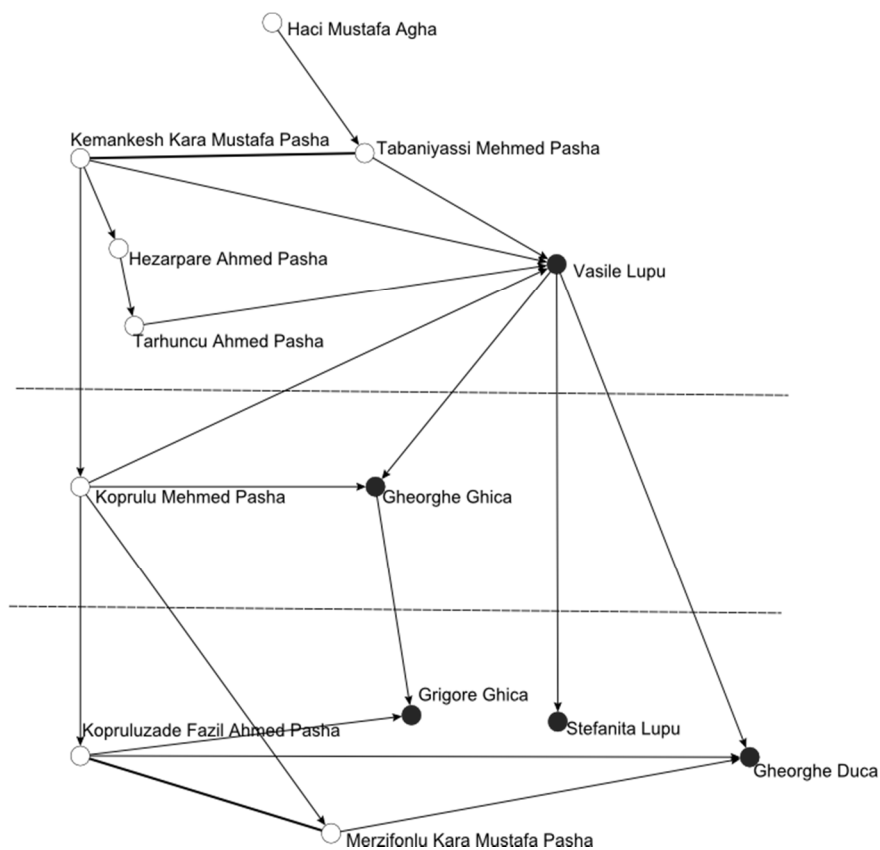 Haci Mustafa Agha
Kemankesh Kara Mustafa Pasha
Tabaniyassi Mehmed Pasha
Hezarpare Ahmed Pasha
Vasile Lupu
Tarhuncu Ahmed Pasha
Koprulu Mehmed Pasha
Gheorghe Ghica
Grigore Ghica
Kopruluzade Fazil Ahmed Pasha
Stefanita Lupu
Gheorghe Duca
Merzifonlu Kara Mustafa Pasha